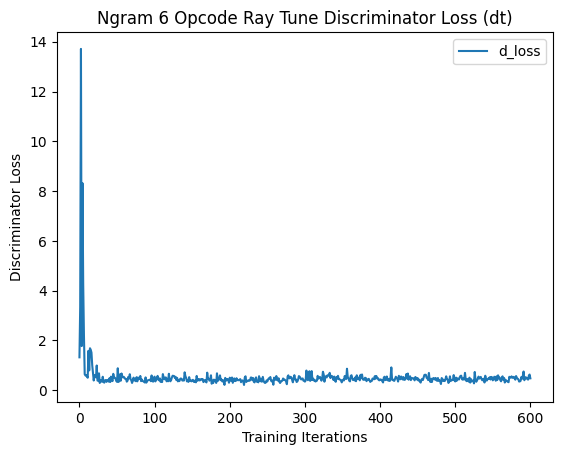 Ngram 6 Opcode Ray Tune Discriminator Loss (dt)
d_loss
14
12
10
8
6
4
2
0
Discriminator Loss
0 100 200 300 400 500 600
Training Iterations